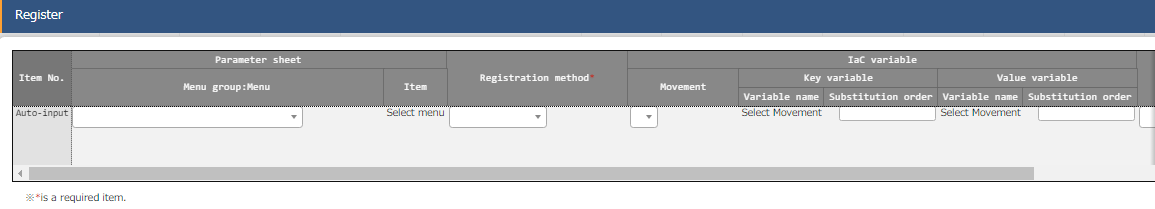 Register
Item No.
Parameter sheet
Menu group:Menu
Item
Registration method*
IaC variable
Movement
Key variable
Value variable
Variable name
Substitution order
Variable name
Substitution order
Auto-input
Select menu
Select Movement
Select Movement
※*is a required item.